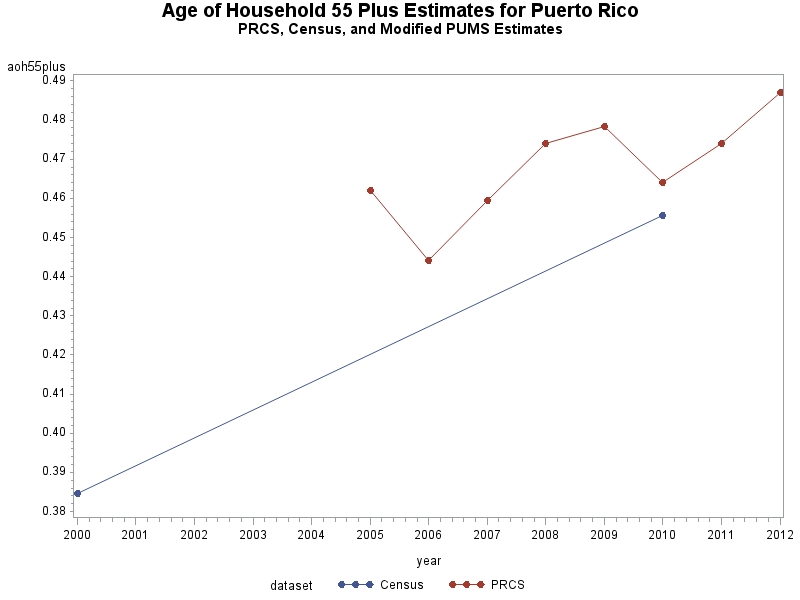 Age of Household 55 Plus Estimates for Puerto Rico
PRCS, Census, and Modified PUMS Estimates
aoh55plus
0.49
0.48
0.47
0.46
0.45
0.44
0.43
0.42
0.41
0.40
0.39
0.38
2000 2001 2002 2003 2004 2005 2006 2007 2008 2009 2010 2011 2012
year
dataset Census PRCS